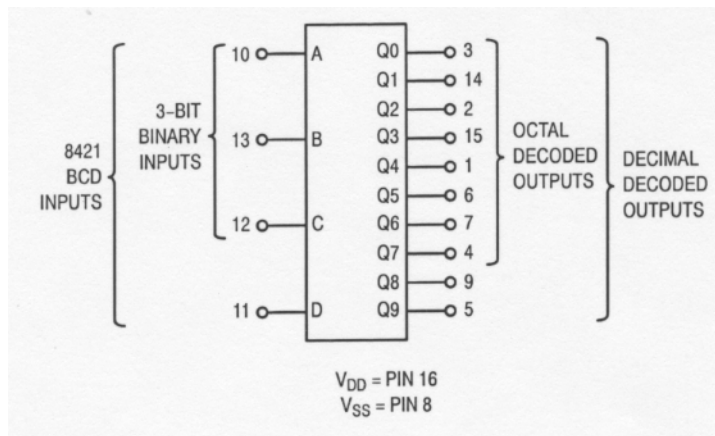 10 A Q0 3
Q1 14
Q2 2
3–BIT
BINARY
INPUTS
13 B Q3 15
OCTAL
DECODED
OUTPUTS
8421
BCD
INPUTS
Q4 1
DECIMAL
DECODED
OUTPUTS
Q5 6
12 C Q6 7
Q7 4
Q8 9
11 D Q9 5
VDD = PIN 16
VSS = PIN 8